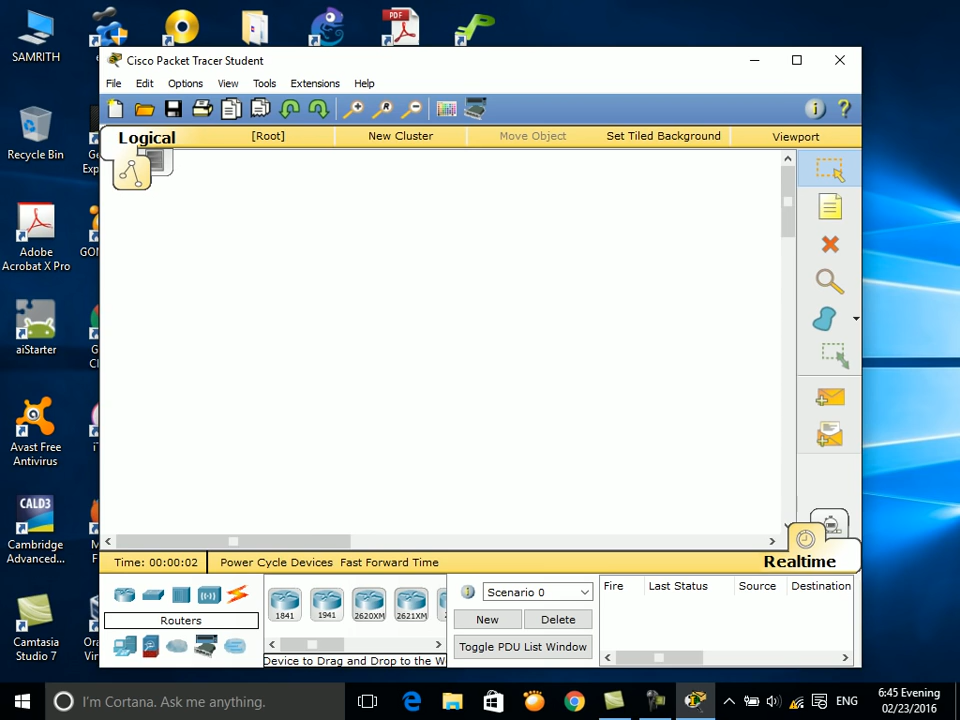 SAMRITH
PDF
Cisco Packet Tracer Student
File Edit Options View Tools Extensions Help
Logical
[Root]
New Cluster
Move Object
Set Tiled Background
Viewport
Recycle Bin
Adobe
Acrobat X Pro
aiStarter
Avast Free
Antivirus
CALD3
Cambridge
Advanced...
Camtasia
Studio 7
Time: 00:00:02
Power Cycle Devices Fast Forward Time
Realtime
Routers
1841
1941
2620XM
2621XM
Device to Drag and Drop to the W
Scenario 0
New
Delete
Toggle PDU List Window
Fire
Last Status
Source
Destination
I'm Cortana. Ask me anything.
ENG
6:45 Evening
02/23/2016